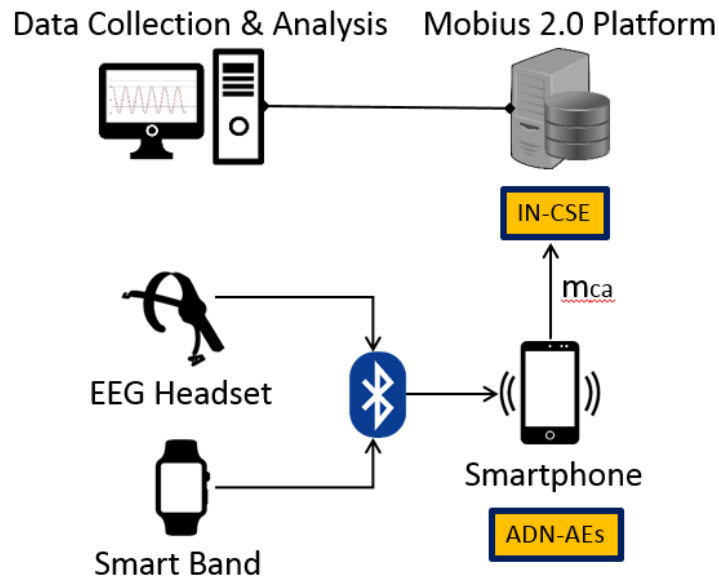 Data Collection & Analysis
Mobius 2.0 Platform
IN-CSE
mca
EEG Headset
Smartphone
ADN-AEs
Smart Band